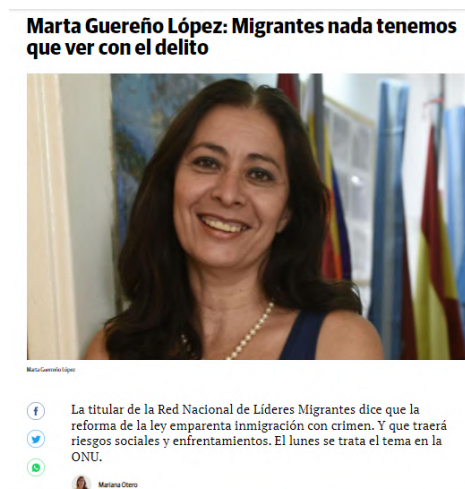 Marta Guereño López: Migrantes nada tenemos
que ver con el delito
Marta Guereño López
La titular de la Red Nacional de Líderes Migrantes dice que la
reforma de la ley emparenta inmigración con crimen. Y que traerá
riesgos sociales y enfrentamientos. El lunes se trata el tema en la
ONU.
Mariana Otero